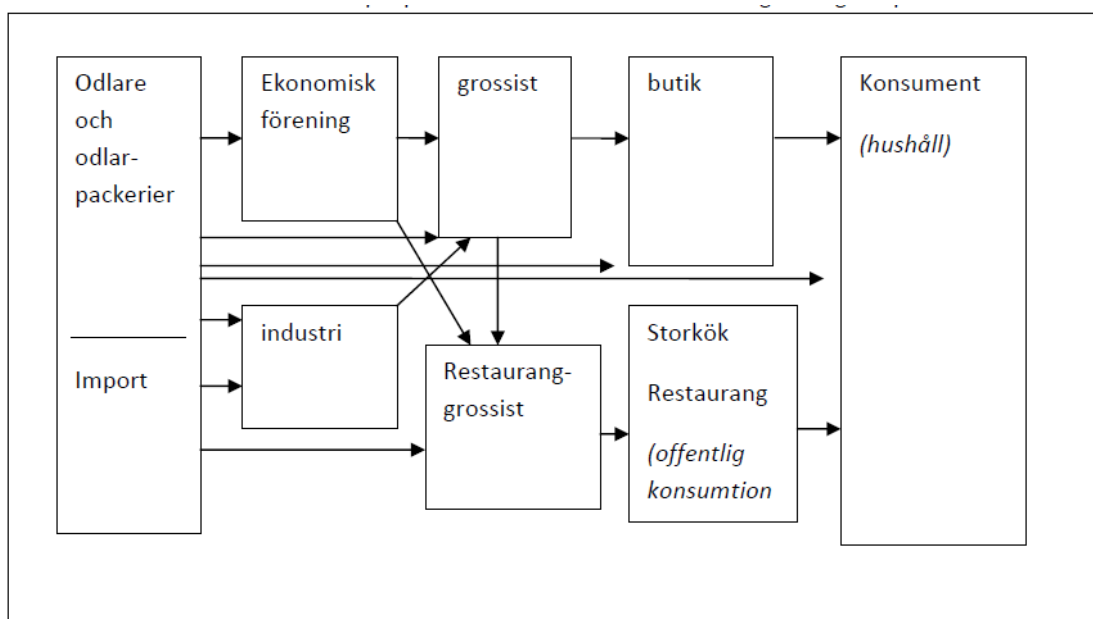 Odlare
och
odlar-
packerier
Import
Ekonomisk
förening
industri
grossist
Restaurang-
grossist
butik
Storkök
Restaurang
(offentlig
konsumtion
Konsument
(hushåll)